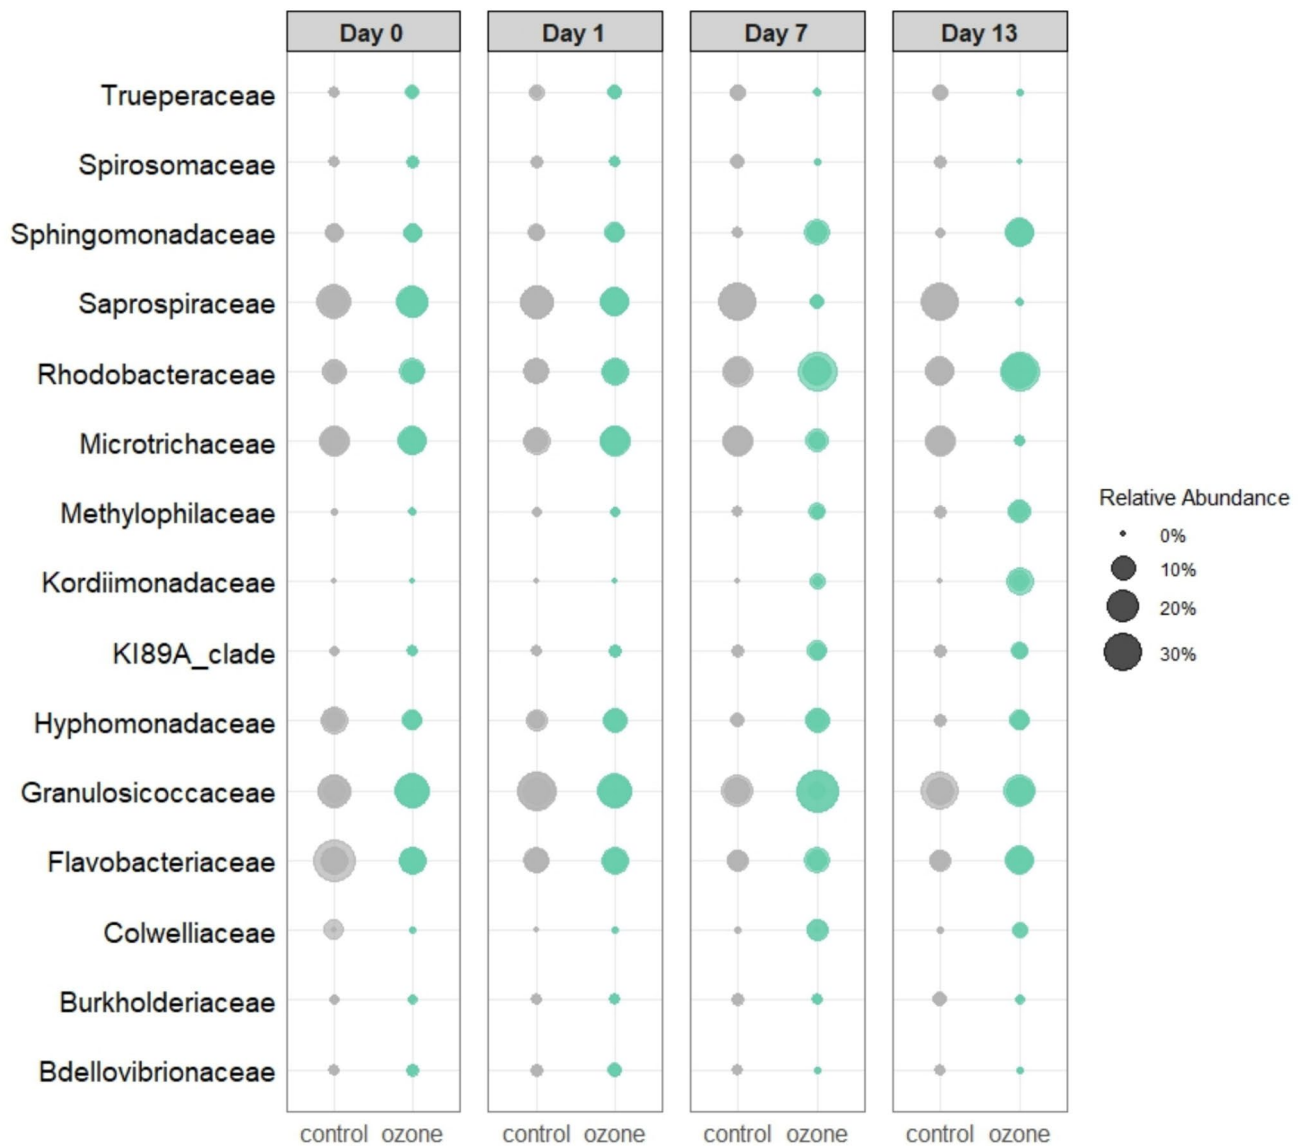 Day 0 Day 1 Day 7 Day 13
Trueperaceae
Spirosomaceae
Sphingomonadaceae
Saprospiraceae
Rhodobacteraceae
Microtrichaceae
Methylophilaceae
Kordiimonadaceae
KI89A_clade
Hyphomonadaceae
Granulosicoccaceae
Flavobacteriaceae
Colwelliaceae
Burkholderiaceae
Bdellovibrionaceae
control ozone control ozone control ozone control ozone
Relative Abundance
0%
10%
20%
30%